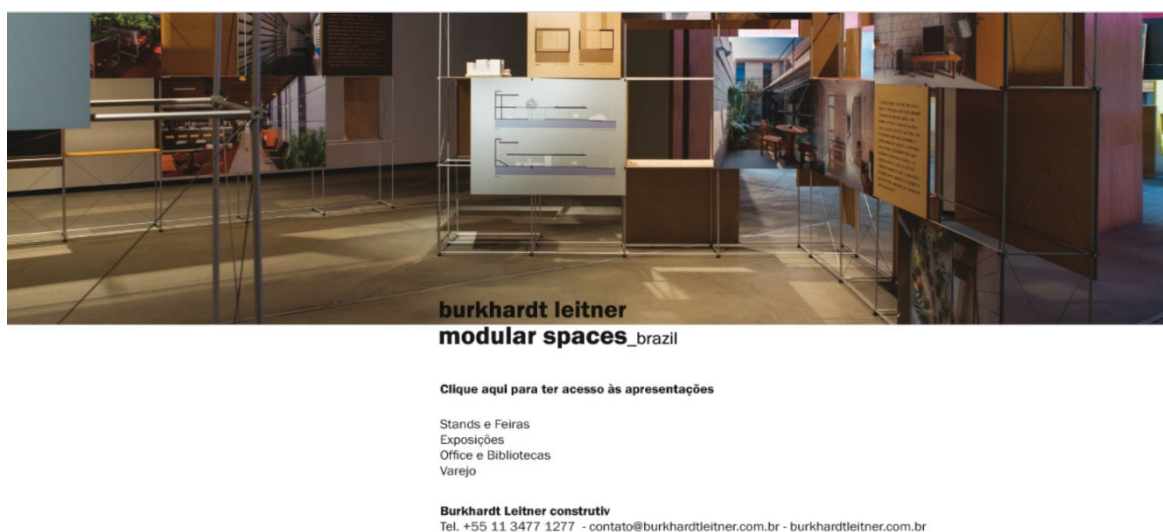 burkhardt leitner
modular spaces_brazil
Clique aqui para ter acesso às apresentações
Stands e Feiras
Exposições
Office e Bibliotecas
Varejo
Burkhardt Leitner construtiv
Tel. +55 11 3477 1277 - contato@burkhardtleitner.com.br - burkhardtleitner.com.br